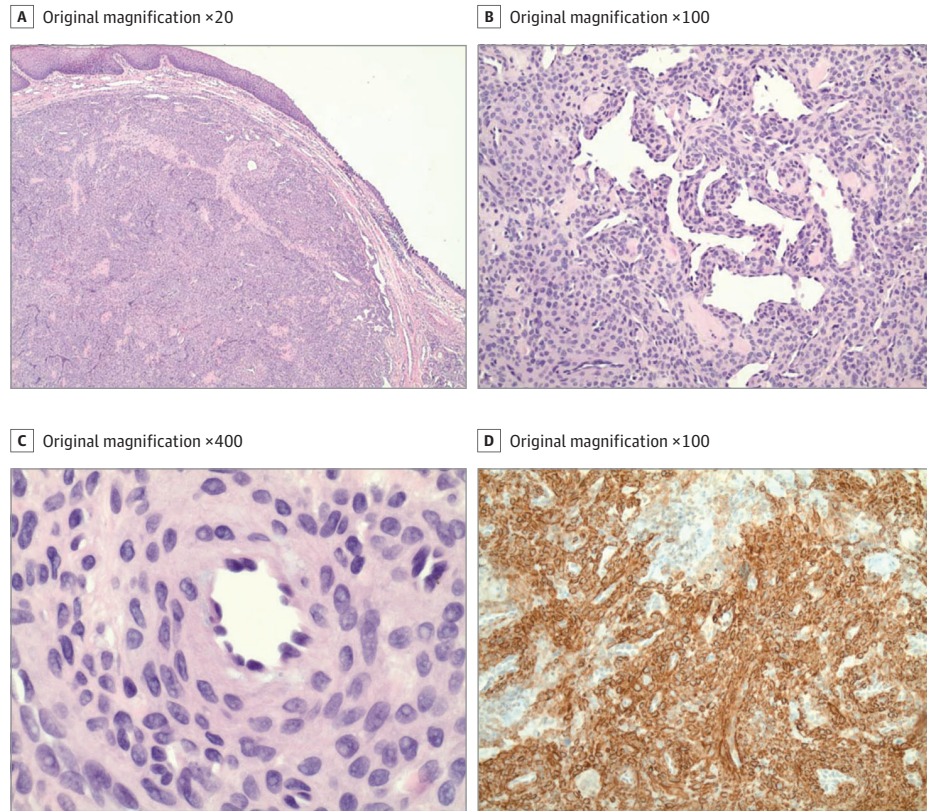 A Original magnification ×20
B Original magnification ×100
C Original magnification ×400
D Original magnification ×100